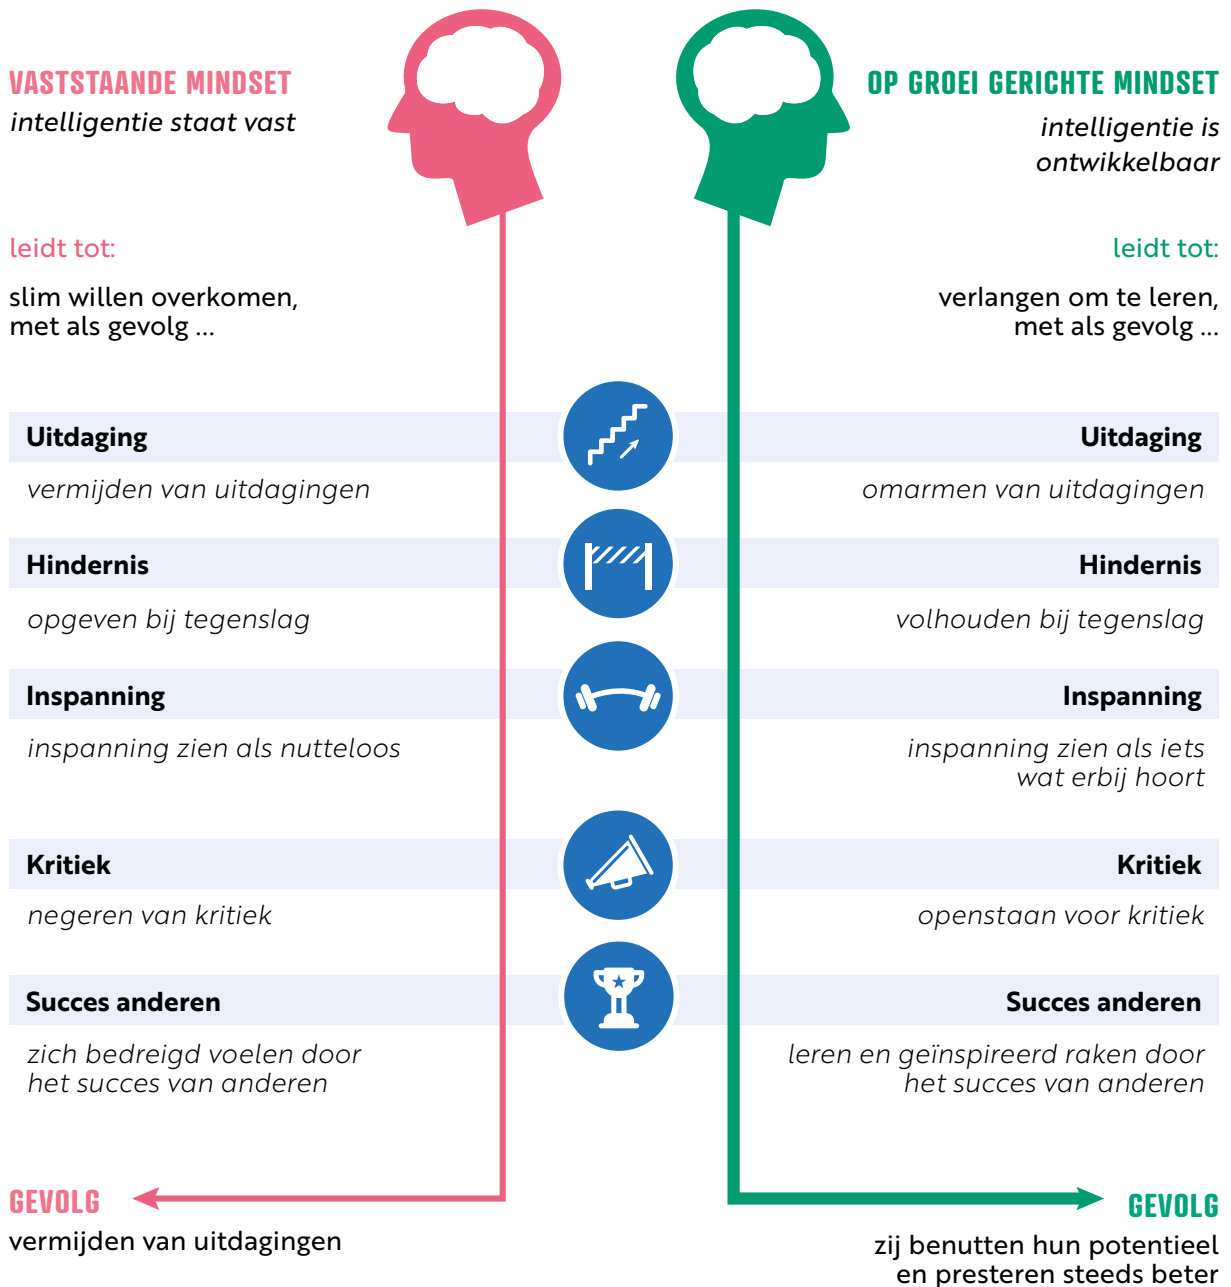 VASTSTAANDE MINDSET
intelligentie staat vast
leidt tot:
slim willen overkomen,
met als gevolg ...
Uitdaging
vermijden van uitdagingen
Hindernis
opgeven bij tegenslag
Inspanning
inspanning zien als nutteloos
Kritiek
negeren van kritiek
Succes anderen
zich bedreigd voelen door
het succes van anderen
GEVOLG
vermijden van uitdagingen
OP GROEI GERICHTE MINDSET
intelligentie is
ontwikkelbaar
leidt tot:
verlangen om te leren,
met als gevolg ...
Uitdaging
omarmen van uitdagingen
Hindernis
volhouden bij tegenslag
Inspanning
inspanning zien als iets
wat erbij hoort
Kritiek
openstaan voor kritiek
Succes anderen
leren en geïnspireerd raken door
het succes van anderen
GEVOLG
zij benutten hun potentieel
en presteren steeds beter